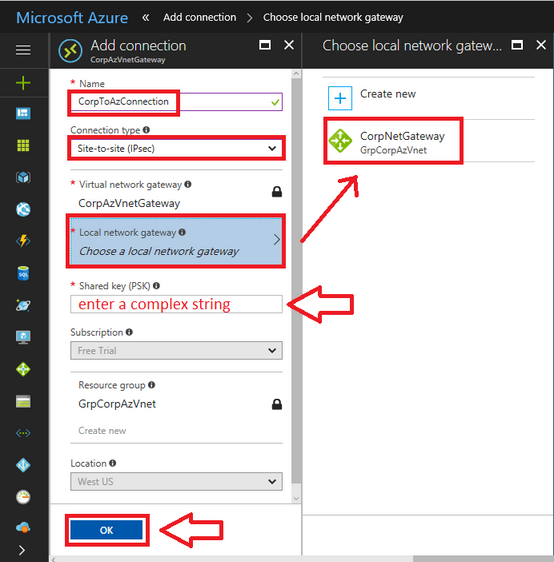 Microsoft Azure « Add connection > Choose local network gateway
Add connection
CorpAzVnetGateway
* Name
CorpToAzConnection
Connection type
Site-to-site (IPsec)
* Virtual network gateway
CorpAzVnetGateway
* Local network gateway
Choose a local network gateway
* Shared key (PSK)
enter a complex string
Subscription
Free Trial
Resource group
GrpCorpAzVnet
Create new
Location
West US
OK
Choose local network gatew...
Create new
CorpNetGateway
GrpCorpAzVnet
SQL